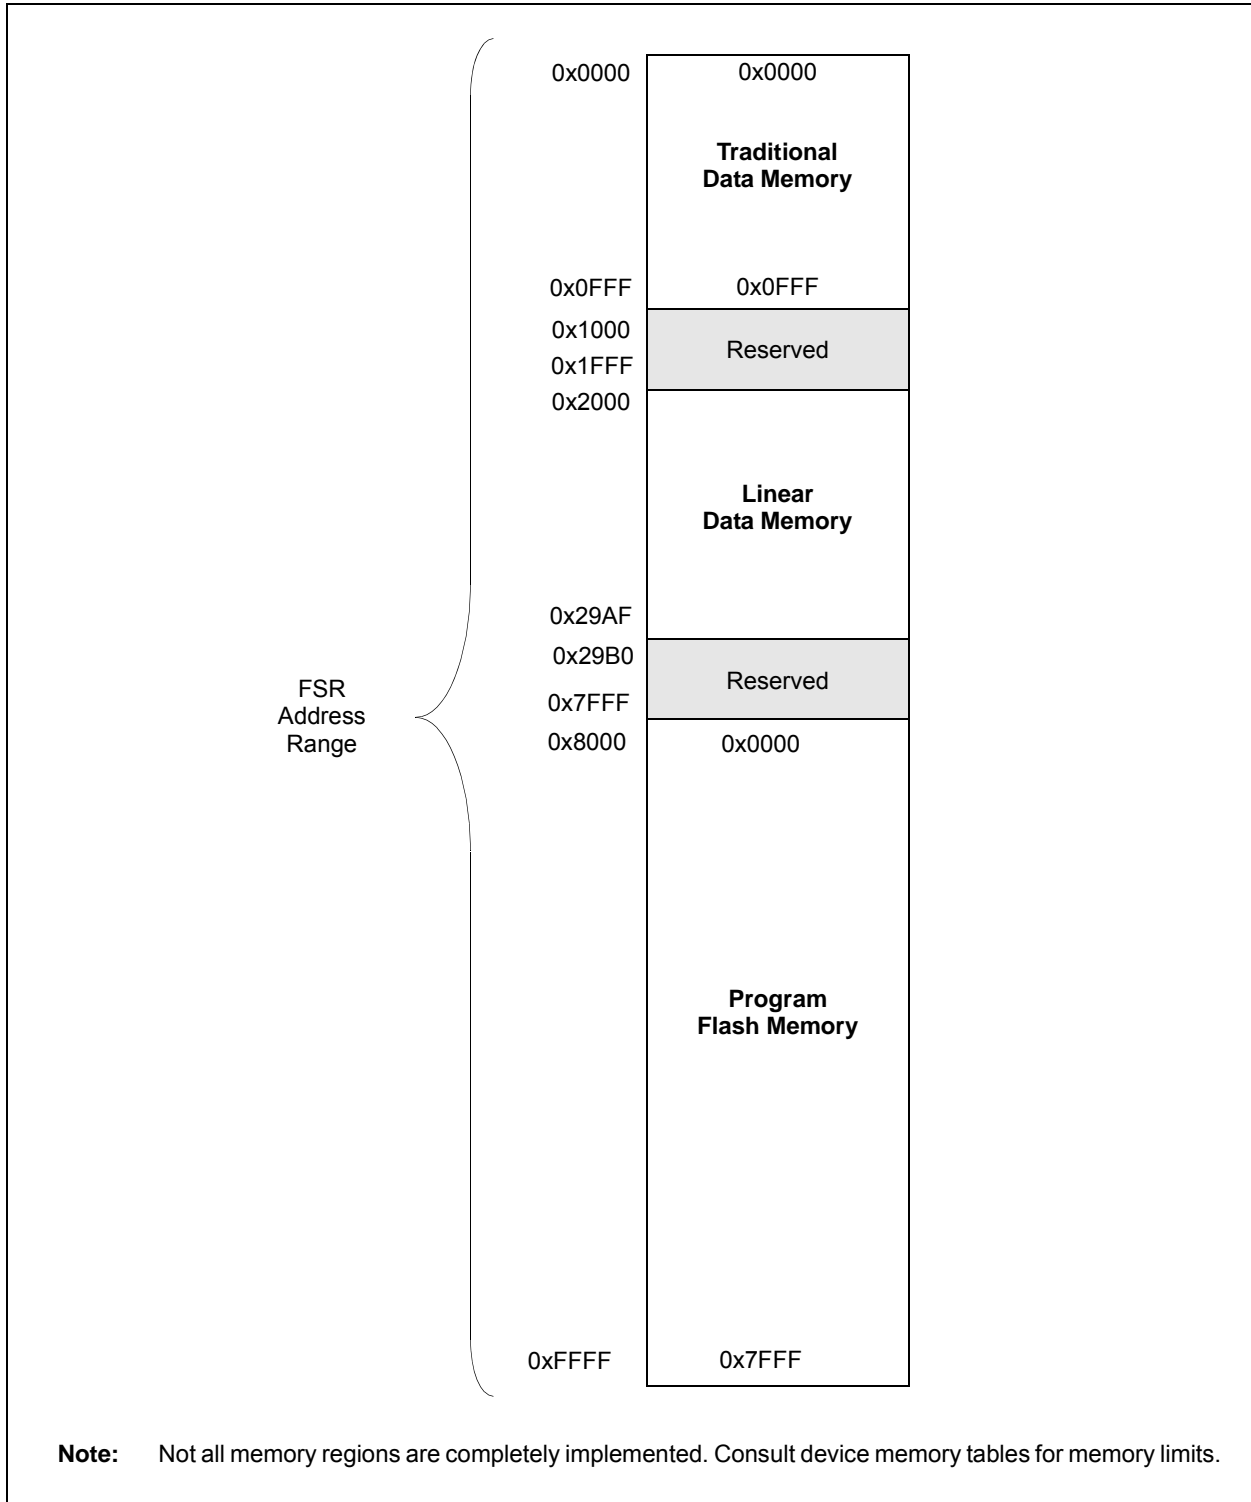 0x0000 0x0000
Traditional
Data Memory
0x0FFF 0x0FFF
0x1000
Reserved
0x1FFF
0x2000
Linear
Data Memory
0x29AF
0x29B0
Reserved
0x7FFF
FSR
Address
Range
0x8000 0x0000
Program
Flash Memory
0xFFFF 0x7FFF
Note: Not all memory regions are completely implemented. Consult device memory tables for memory limits.